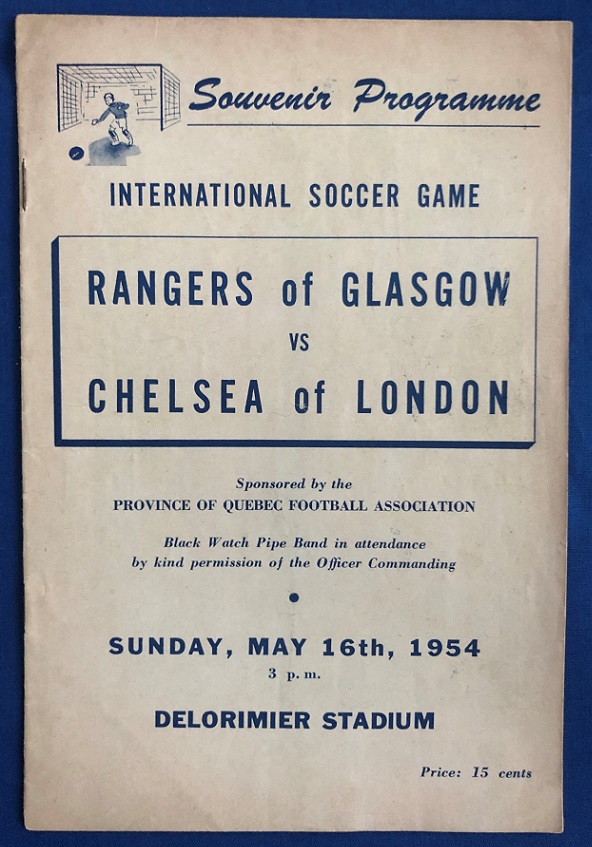 Souvenir Programme
INTERNATIONAL SOCCER GAME
RANGERS of GLASGOW
VS
CHELSEA of LONDON
Sponsored by the
PROVINCE OF QUEBEC FOOTBALL ASSOCIATION
Black Watch Pipe Band in attendance
by kind permission of the Officer Commanding
SUNDAY, MAY 16th, 1954
3 p. m.
DELORIMIER STADIUM
Price: 15 cents